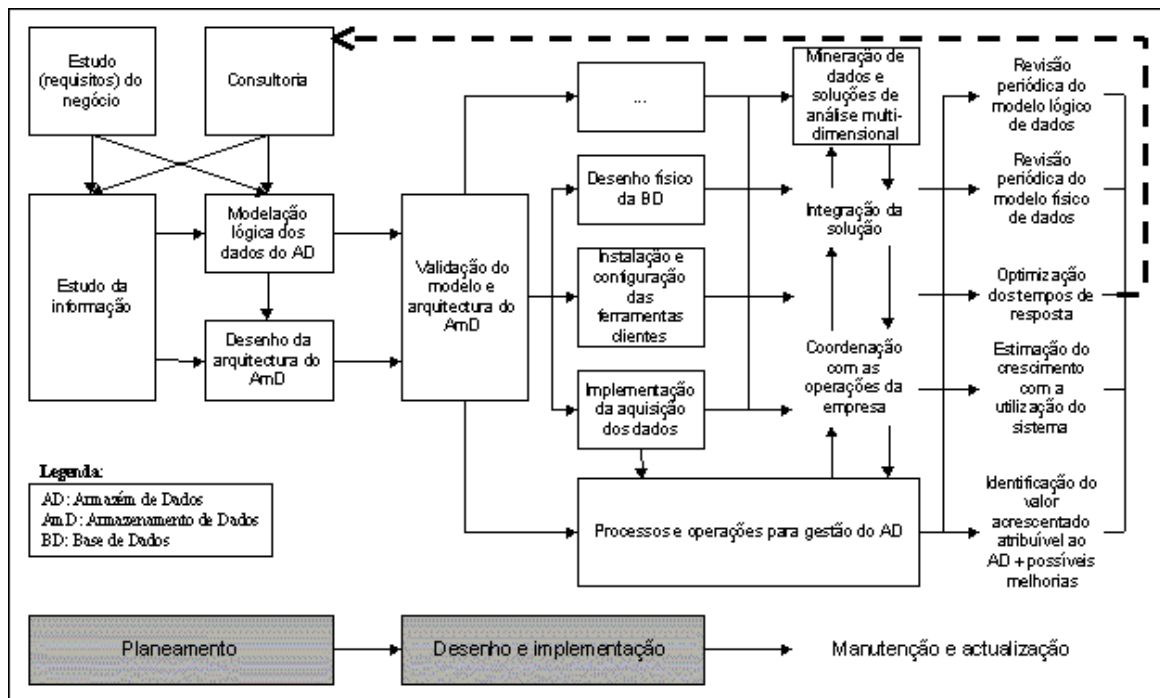 Estudo
(requisitos) do
negócio
Consultoria
...
Mineração de
dados e
soluções de
análise multi-
dimensional
Revisão
periódica do
modelo lógico
de dados
Estudo da
informação
Modelação
lógica dos
dados do AD
Desenho da
arquitectura do
AmD
Validação do
modelo e
arquitectura do
AmD
Desenho físico
da BD
Instalação e
configuração
das
ferramentas
clientes
Implementação
da aquisição
dos dados
Integração da
solução
Coordenação
com as
operações da
empresa
Processos e operações para gestão do AD
Revisão
periódica do
modelo físico
de dados
Optimização
dos tempos de
resposta
Estimação do
crescimento
com a
utilização do
sistema
Identificação do
valor
acrescentado
atribuível ao
AD + possíveis
melhorias
Legenda:
AD: Armazém de Dados
AmD: Armazenamento de Dados
BD: Base de Dados
Planeamento
Desenho e implementação
Manutenção e actualização